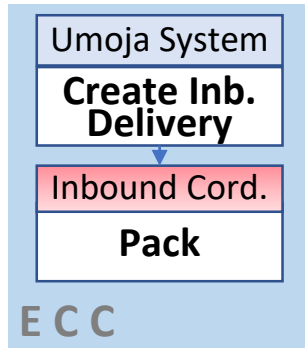 Umoja System
Create Inb.
Delivery
Inbound Cord.
Pack
E C C